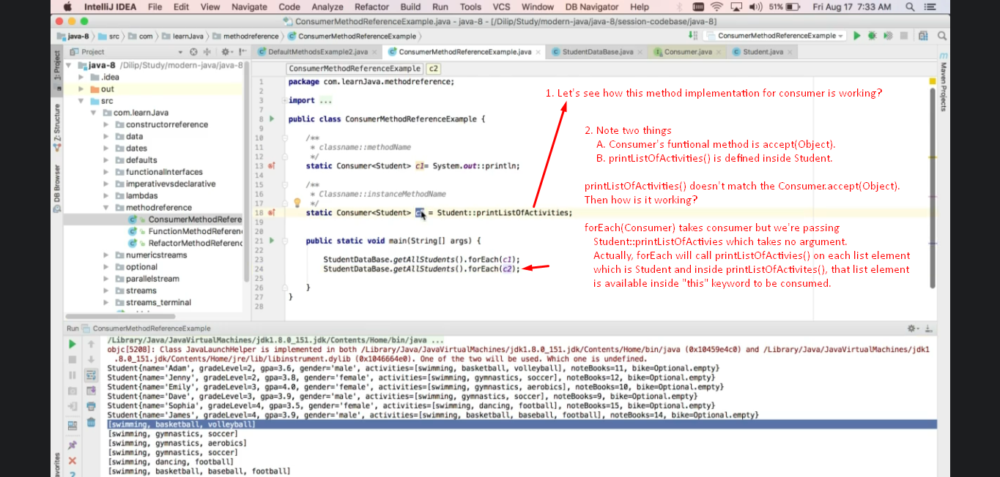 IntelliJ IDEA File Edit View Navigate Code Analyze Refactor Build Run Tools VCS Window DB Navigator Help 51% Fri Aug 17 7:33 AM
ConsumerMethodReferenceExample.java - java-8 - [/Dilip/Study/modern-java/java-8/session-codebase/java-8]
java-8 src com learnJava methodreference ConsumerMethodReferenceExample ConsumerMethodReferenceExample
Project DefaultMethodsExample2.java ConsumerMethodReferenceExample.java StudentDataBase.java Consumer.java Student.java
1: Project
Z: Structure
DB Browser
Maven Projects
java-8 /Dilip/Study/modern-java/java-8
.idea
out
src
com.learnJava
constructorreference
data
dates
defaults
functionalInterfaces
imperativevsdeclarative
lambdas
methodreference
ConsumerMethodRefere
FunctionMethodReferen
RefactorMethodReferenc
numericstreams
optional
parallelstream
streams
streams_terminal
ConsumerMethodReferenceExample c2
1 package com.learnJava.methodreference;
2
3 import ...
7
8 public class ConsumerMethodReferenceExample {
9
10 /**
11 * classname::methodName
12 */
13 static Consumer<Student> c1= System.out::println;
14
15 /**
16 * Classname::instanceMethodName
17 */
18 static Consumer<Student> c2 = Student::printListOfActivities;
19
20
21 public static void main(String[] args) {
22
23 StudentDataBase.getAllStudents().forEach(c1);
24 StudentDataBase.getAllStudents().forEach(c2);
25
26 }
27 }
28
1. Let's see how this method implementation for consumer is working?
2. Note two things
A. Consumer's funtional method is accept(Object).
B. printListOfActivities() is defined inside Student.
printListOfActivities() doesn't match the Consumer.accept(Object).
Then how is it working?
forEach(Consumer) takes consumer but we're passing
Student::printListOfActivies which takes no argument.
Actually, forEach will call printListOfActivies() on each list element
which is Student and inside printListOfActivites(), that list element
is available inside "this" keyword to be consumed.
Run ConsumerMethodReferenceExample
/Library/Java/JavaVirtualMachines/jdk1.8.0_151.jdk/Contents/Home/bin/java ...
objc[5208]: Class JavaLaunchHelper is implemented in both /Library/Java/JavaVirtualMachines/jdk1.8.0_151.jdk/Contents/Home/bin/java (0x10459e4c0) and /Library/Java/JavaVirtualMachines/jdk1
.8.0_151.jdk/Contents/Home/jre/lib/libinstrument.dylib (0x1046664e0). One of the two will be used. Which one is undefined.
Student{name='Adam', gradeLevel=2, gpa=3.6, gender='male', activities=[swimming, basketball, volleyball], noteBooks=11, bike=Optional.empty}
Student{name='Jenny', gradeLevel=2, gpa=3.8, gender='female', activities=[swimming, gymnastics, soccer], noteBooks=12, bike=Optional.empty}
Student{name='Emily', gradeLevel=3, gpa=4.0, gender='female', activities=[swimming, gymnastics, aerobics], noteBooks=10, bike=Optional.empty}
Student{name='Dave', gradeLevel=3, gpa=3.9, gender='male', activities=[swimming, gymnastics, soccer], noteBooks=9, bike=Optional.empty}
Student{name='Sophia', gradeLevel=4, gpa=3.5, gender='female', activities=[swimming, dancing, football], noteBooks=15, bike=Optional.empty}
Student{name='James', gradeLevel=4, gpa=3.9, gender='male', activities=[swimming, basketball, baseball, football], noteBooks=14, bike=Optional.empty}
[swimming, basketball, volleyball]
[swimming, gymnastics, soccer]
[swimming, gymnastics, aerobics]
[swimming, gymnastics, soccer]
[swimming, dancing, football]
[swimming, basketball, baseball, football]